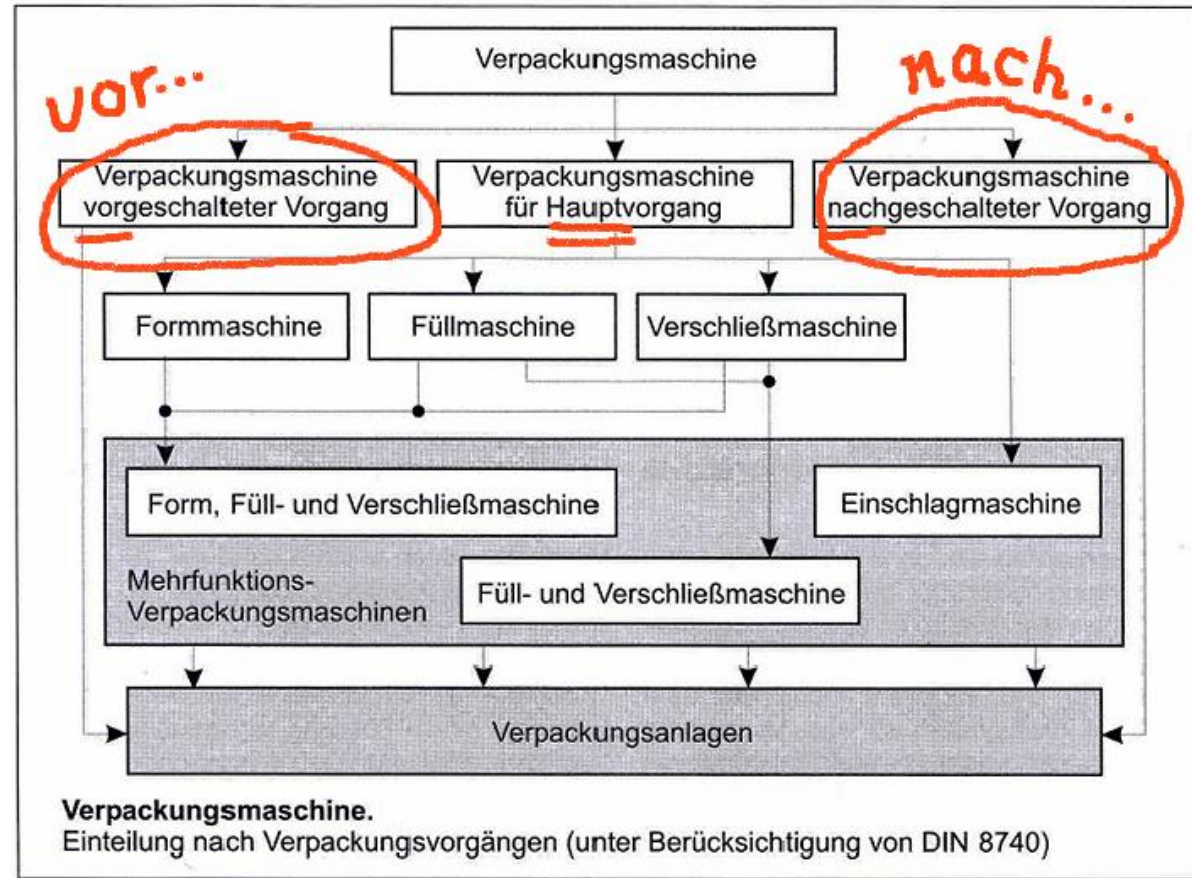 Verpackungsmaschine
vor...
nach...
Verpackungsmaschine
vorgeschalteter Vorgang
Verpackungsmaschine
für Hauptvorgang
Verpackungsmaschine
nachgeschalteter Vorgang
Formmaschine
Füllmaschine
Verschließmaschine
Form, Füll- und Verschließmaschine
Einschlagmaschine
Mehrfunktions-
Verpackungsmaschinen
Füll- und Verschließmaschine
Verpackungsanlagen
Verpackungsmaschine.
Einteilung nach Verpackungsvorgängen (unter Berücksichtigung von DIN 8740)